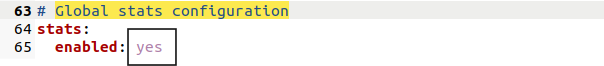 63 # Global stats configuration
64 stats:
65   enabled: yes